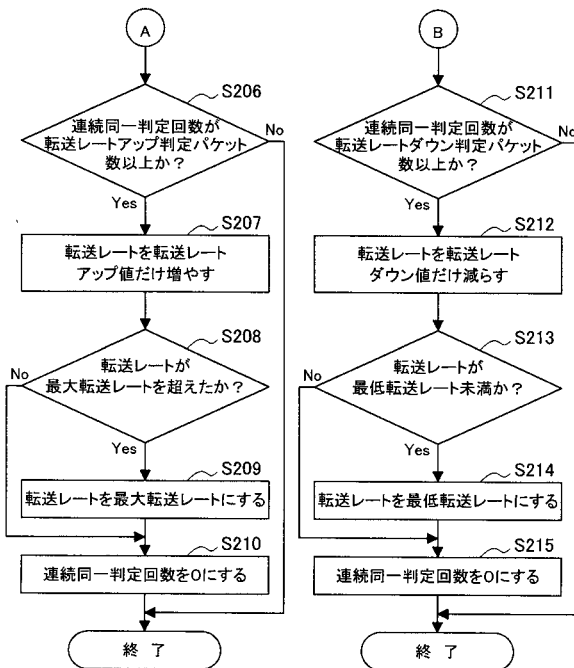 A
S206
連続同一判定回数が
転送レートアップ判定パケット
数以上か？
No
Yes
S207
転送レートを転送レート
アップ値だけ増やす
S208
転送レートが
最大転送レートを超えたか？
No
Yes
S209
転送レートを最大転送レートにする
S210
連続同一判定回数を0にする
終 了
B
S211
連続同一判定回数が
転送レートダウン判定パケット
数以上か？
No
Yes
S212
転送レートを転送レート
ダウン値だけ減らす
S213
転送レートが
最低転送レート未満か？
No
Yes
S214
転送レートを最低転送レートにする
S215
連続同一判定回数を0にする
終 了